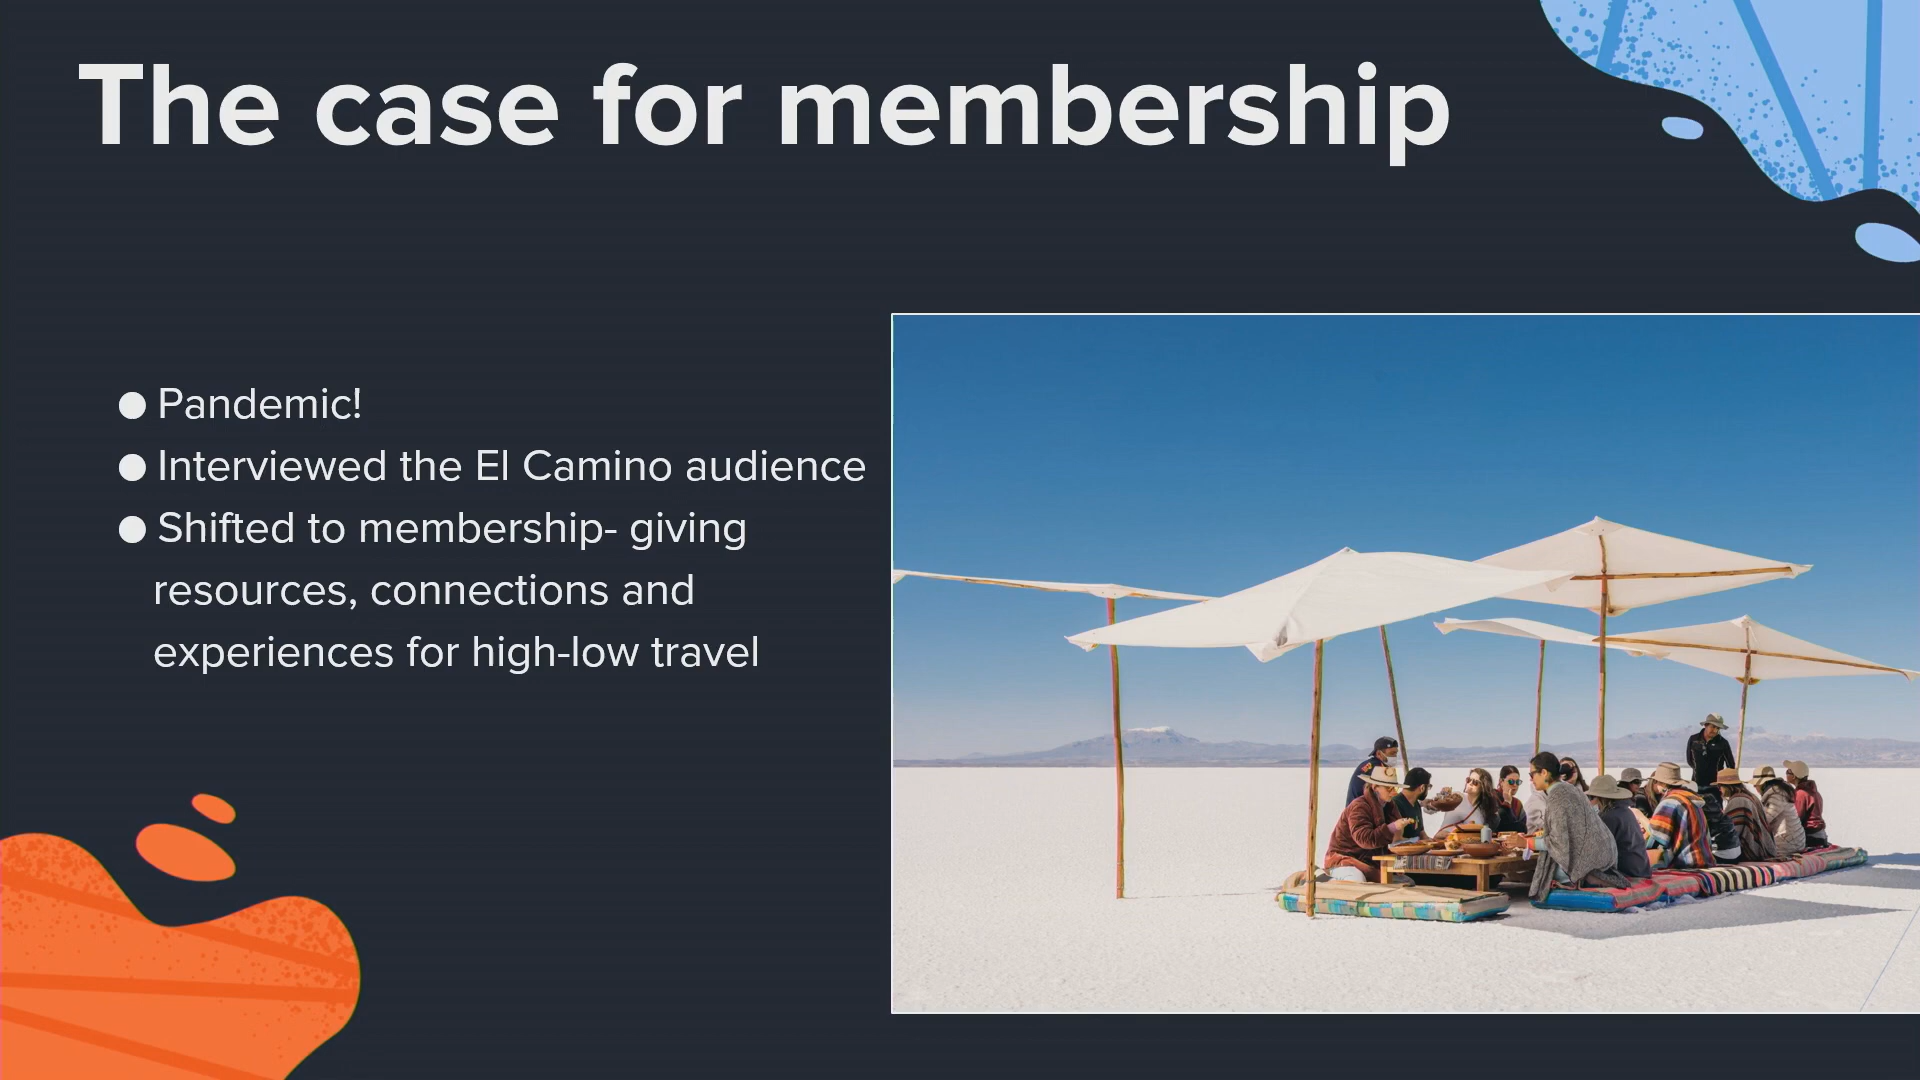 The case for membership
● Pandemic!
● Interviewed the El Camino audience
● Shifted to membership- giving
resources, connections and
experiences for high-low travel